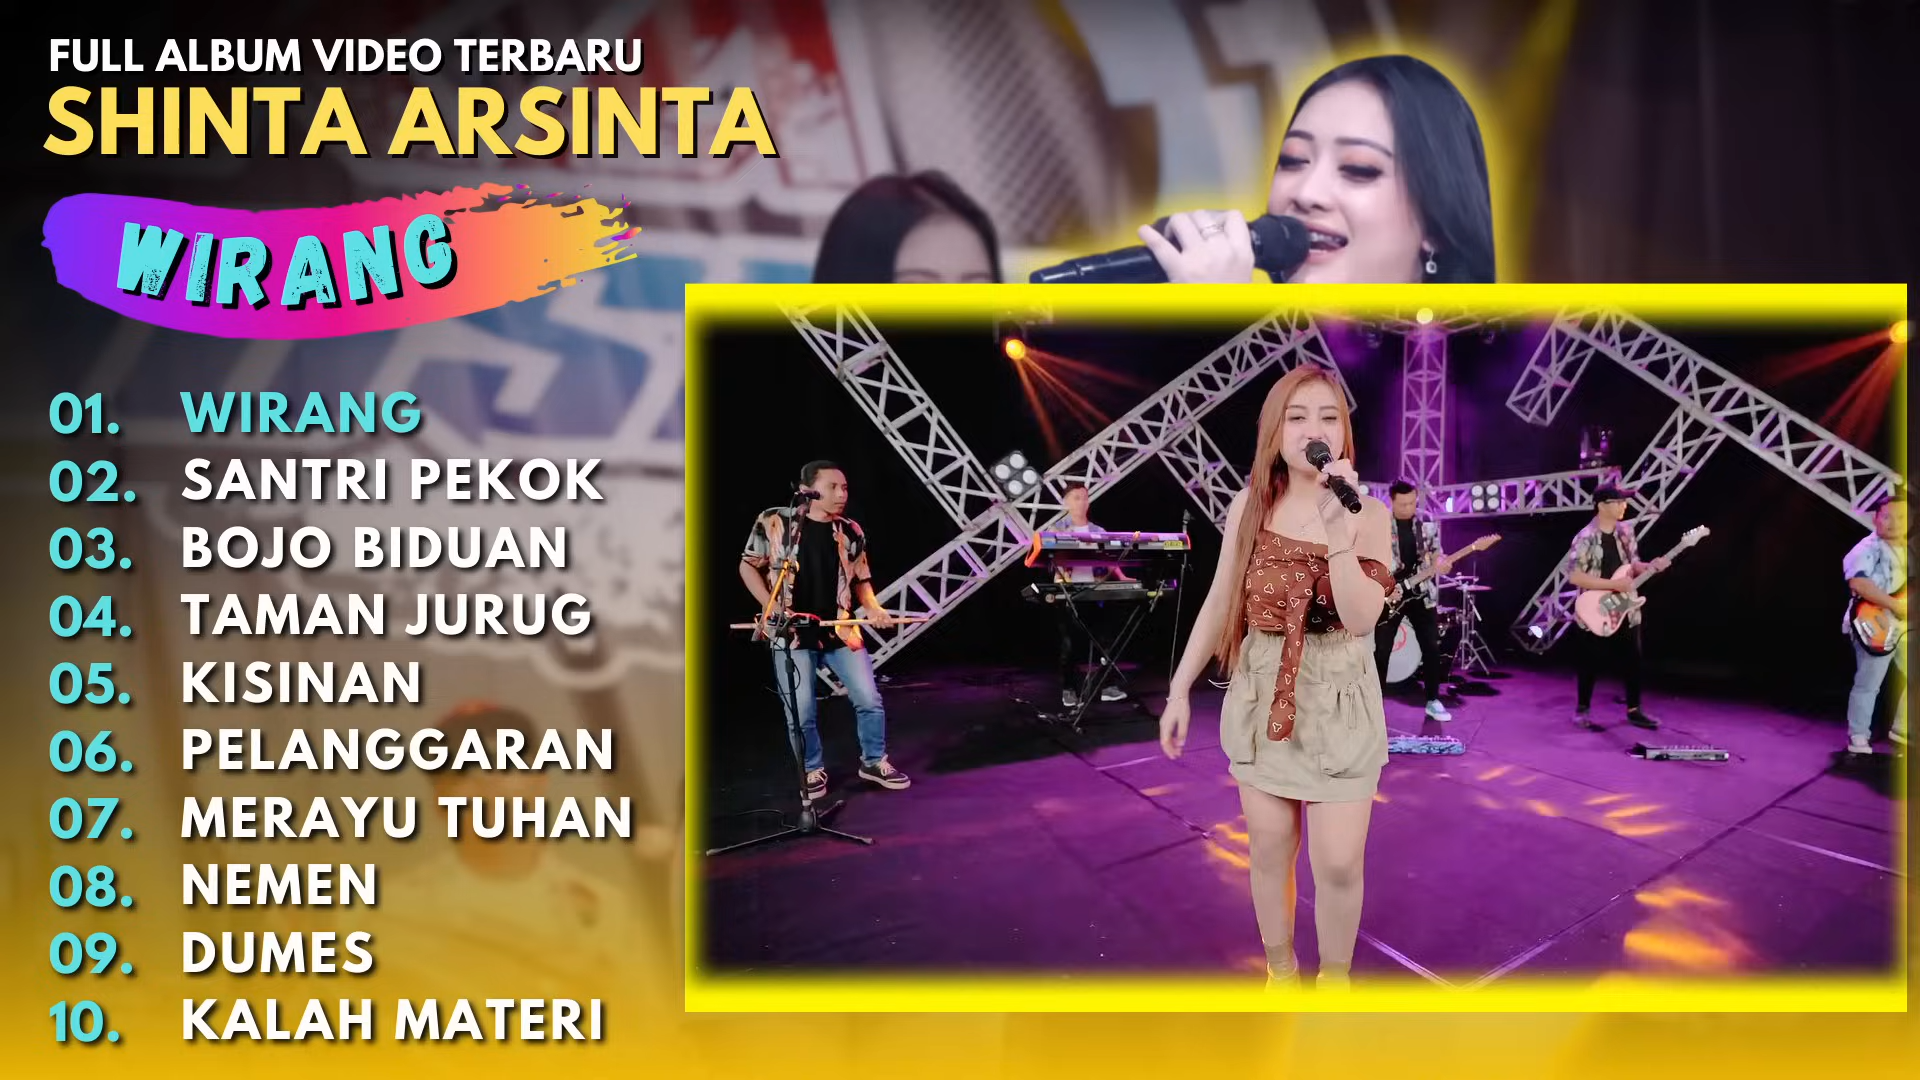 FULL ALBUM VIDEO TERBARU
SHINTA ARSINTA
WIRANG
01. WIRANG
02. SANTRI PEKOK
03. BOJO BIDUAN
04. TAMAN JURUG
05. KISINAN
06. PELANGGARAN
07. MERAYU TUHAN
08. NEMEN
09. DUMES
10. KALAH MATERI